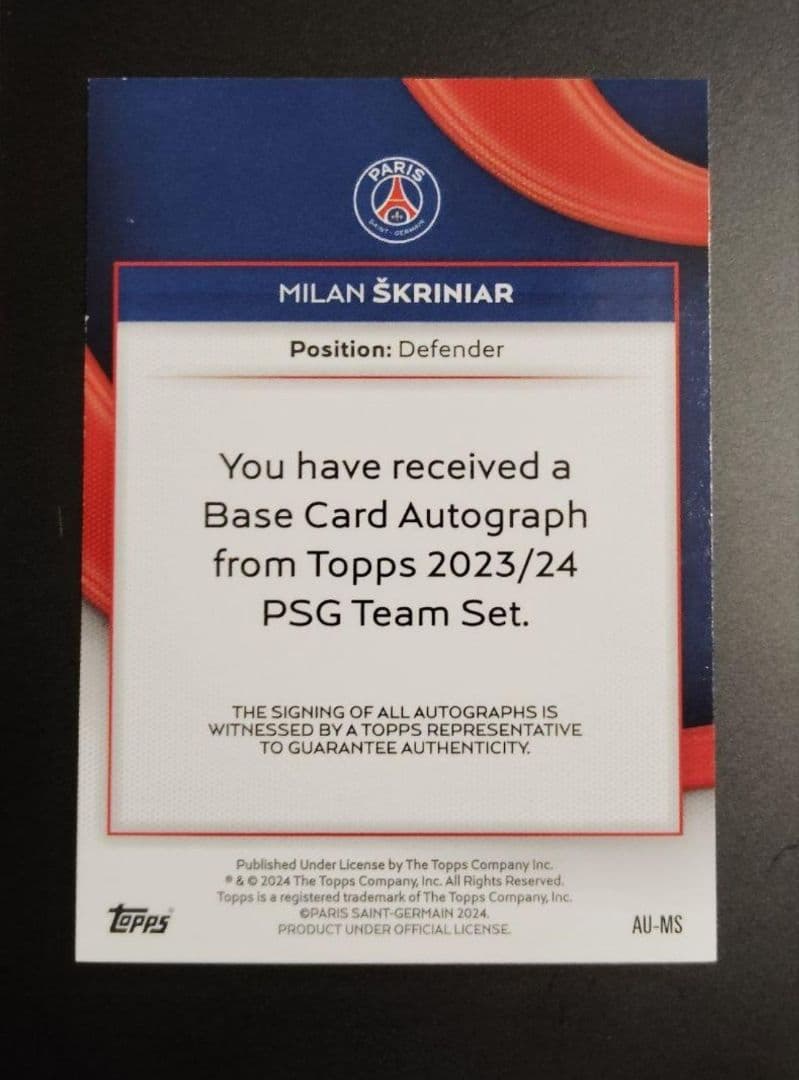 PARIS
SAINT-GERMAIN
MILAN ŠKRINIAR
Position: Defender
You have received a
Base Card Autograph
from Topps 2023/24
PSG Team Set.
THE SIGNING OF ALL AUTOGRAPHS IS
WITNESSED BY A TOPPS REPRESENTATIVE
TO GUARANTEE AUTHENTICITY.
Published Under License by The Topps Company Inc.
® & © 2024 The Topps Company, Inc. All Rights Reserved.
Topps is a registered trademark of The Topps Company, Inc.
©PARIS SAINT-GERMAIN 2024.
PRODUCT UNDER OFFICIAL LICENSE.
Topps®
AU-MS